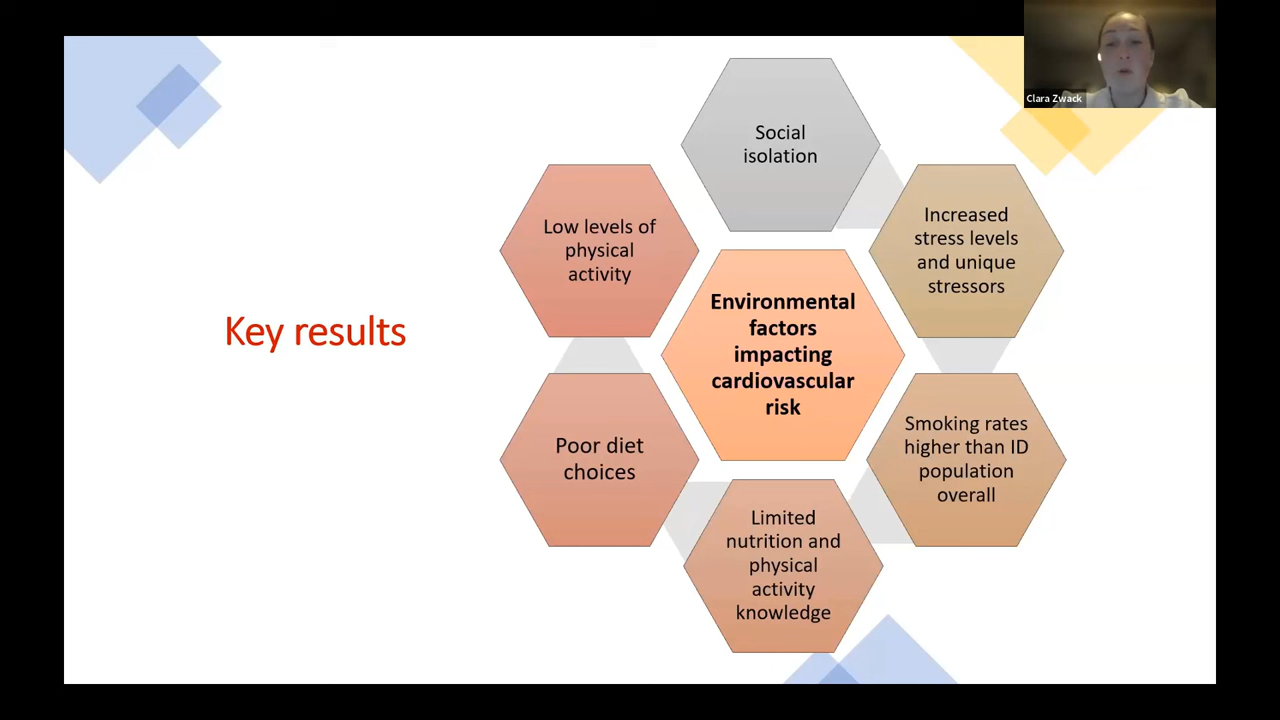 Clara Zwack
Key results
Social
isolation
Increased
stress levels
and unique
stressors
Smoking rates
higher than ID
population
overall
Limited
nutrition and
physical
activity
knowledge
Poor diet
choices
Low levels of
physical
activity
Environmental
factors
impacting
cardiovascular
risk